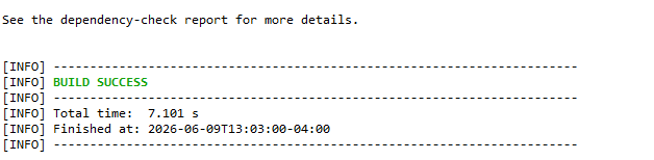 See the dependency-check report for more details.
[INFO] ------------------------------------------------------------------------
[INFO] BUILD SUCCESS
[INFO] ------------------------------------------------------------------------
[INFO] Total time:  7.101 s
[INFO] Finished at: 2026-06-09T13:03:00-04:00
[INFO] ------------------------------------------------------------------------